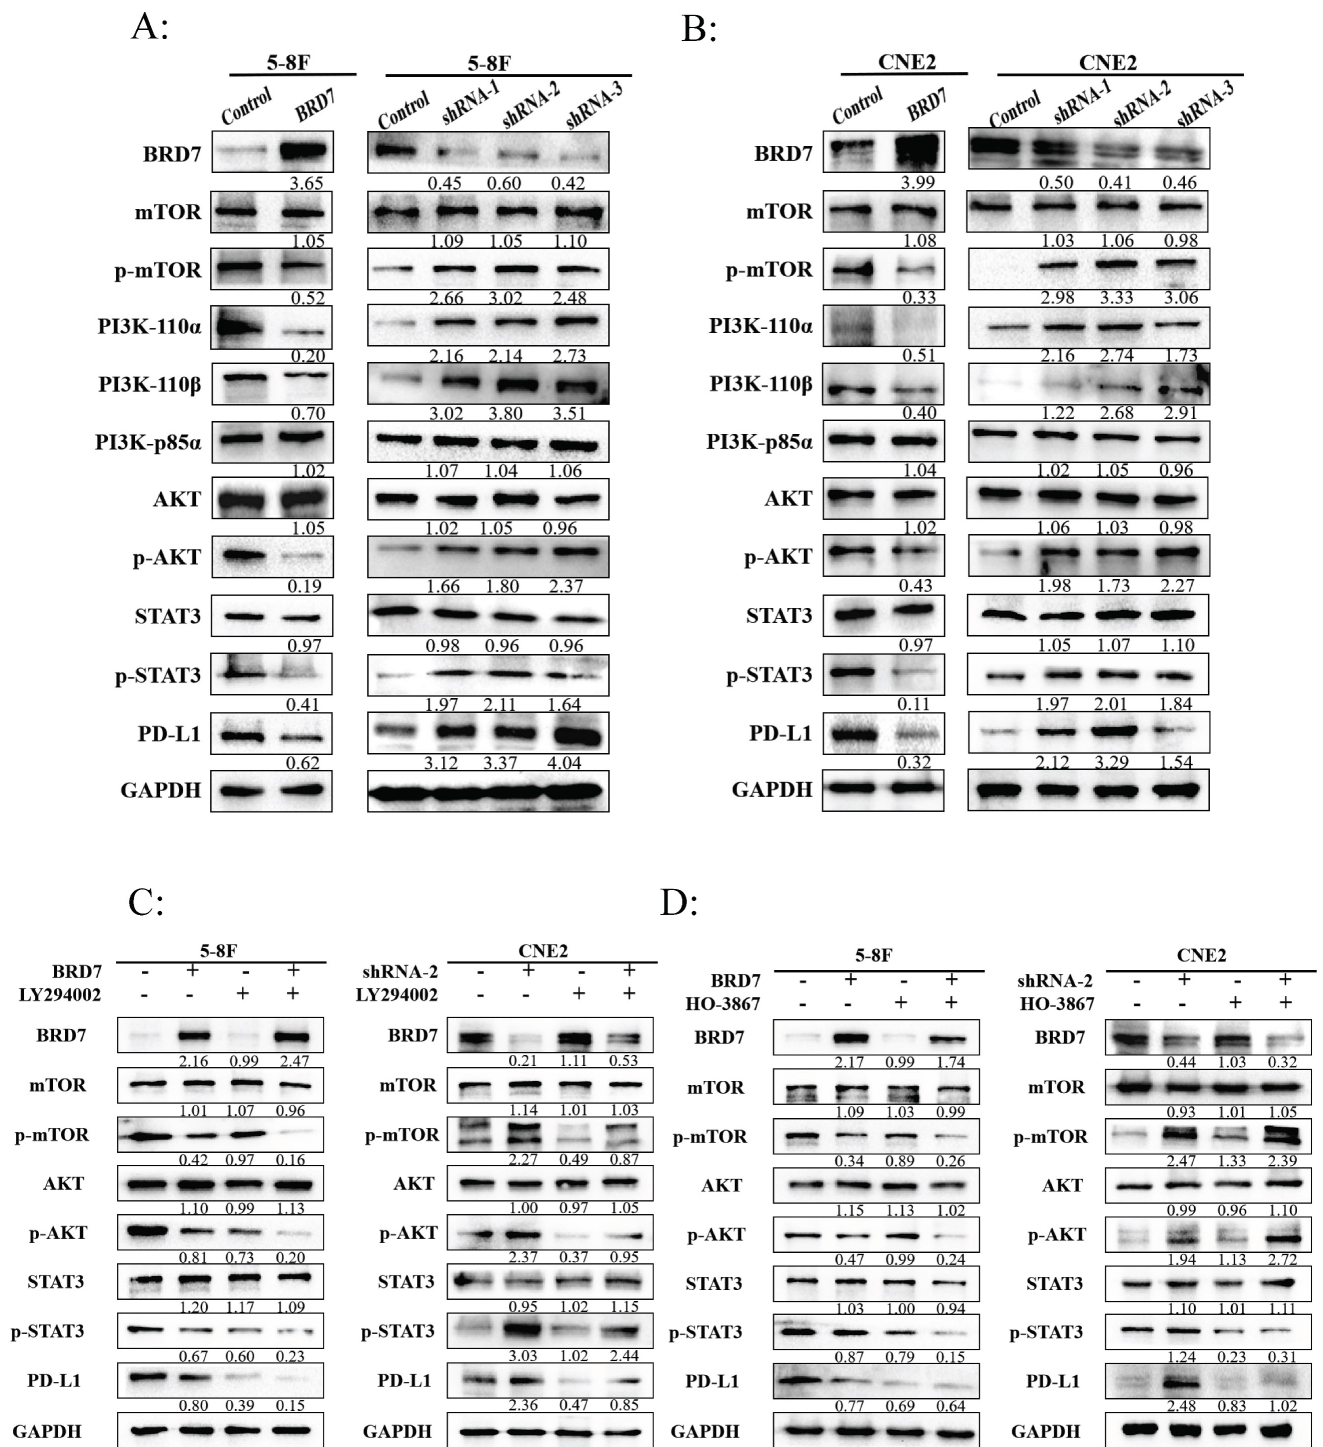 A:
5-8F 5-8F
Control BRD7 Control shRNA-1 shRNA-2 shRNA-3
BRD7
3.65 0.45 0.60 0.42
mTOR
1.05 1.09 1.05 1.10
p-mTOR
0.52 2.66 3.02 2.48
PI3K-110α
0.20 2.16 2.14 2.73
PI3K-110β
0.70 3.02 3.80 3.51
PI3K-p85α
1.02 1.07 1.04 1.06
AKT
1.05 1.02 1.05 0.96
p-AKT
0.19 1.66 1.80 2.37
STAT3
0.97 0.98 0.96 0.96
p-STAT3
0.41 1.97 2.11 1.64
PD-L1
0.62 3.12 3.37 4.04
GAPDH
B:
CNE2 CNE2
Control BRD7 Control shRNA-1 shRNA-2 shRNA-3
BRD7
3.99 0.50 0.41 0.46
mTOR
1.08 1.03 1.06 0.98
p-mTOR
0.33 2.98 3.33 3.06
PI3K-110α
0.51 2.16 2.74 1.73
PI3K-110β
0.40 1.22 2.68 2.91
PI3K-p85α
1.04 1.02 1.05 0.96
AKT
1.02 1.06 1.03 0.98
p-AKT
0.43 1.98 1.73 2.27
STAT3
0.97 1.05 1.07 1.10
p-STAT3
0.11 1.97 2.01 1.84
PD-L1
0.32 2.12 3.29 1.54
GAPDH
C:
5-8F
BRD7 - + - +
LY294002 - - + +
BRD7
2.16 0.99 2.47
mTOR
1.01 1.07 0.96
p-mTOR
0.42 0.97 0.16
AKT
1.10 0.99 1.13
p-AKT
0.81 0.73 0.20
STAT3
1.20 1.17 1.09
p-STAT3
0.67 0.60 0.23
PD-L1
0.80 0.39 0.15
GAPDH
CNE2
shRNA-2 - + - +
LY294002 - - + +
BRD7
0.21 1.11 0.53
mTOR
1.14 1.01 1.03
p-mTOR
2.27 0.49 0.87
AKT
1.00 0.97 1.05
p-AKT
2.37 0.37 0.95
STAT3
0.95 1.02 1.15
p-STAT3
3.03 1.02 2.44
PD-L1
2.36 0.47 0.85
GAPDH
D:
5-8F
BRD7 - + - +
HO-3867 - - + +
BRD7
2.17 0.99 1.74
mTOR
1.09 1.03 0.99
p-mTOR
0.34 0.89 0.26
AKT
1.15 1.13 1.02
p-AKT
0.47 0.99 0.24
STAT3
1.03 1.00 0.94
p-STAT3
0.87 0.79 0.15
PD-L1
0.77 0.69 0.64
GAPDH
CNE2
shRNA-2 - + - +
HO-3867 - - + +
BRD7
0.44 1.03 0.32
mTOR
0.93 1.01 1.05
p-mTOR
2.47 1.33 2.39
AKT
0.99 0.96 1.10
p-AKT
1.94 1.13 2.72
STAT3
1.10 1.01 1.11
p-STAT3
1.24 0.23 0.31
PD-L1
2.48 0.83 1.02
GAPDH